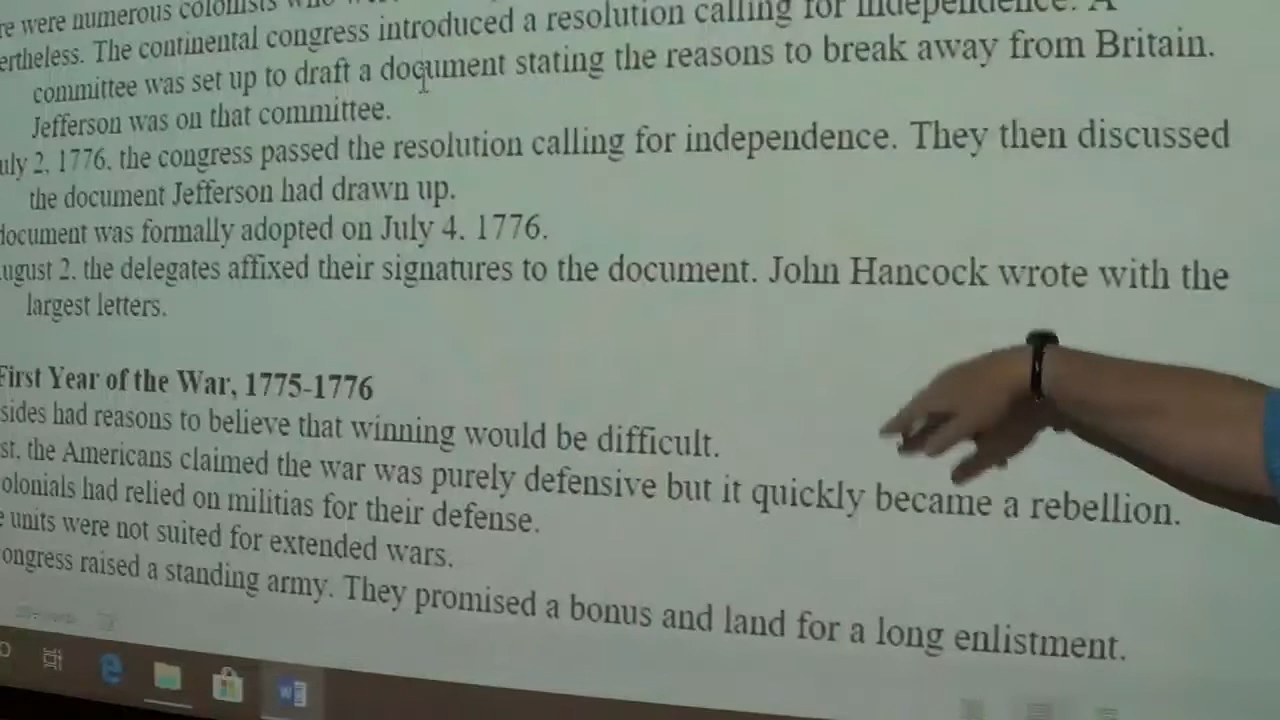 were numerous colonists
The continental congress introduced a resolution calling for independence. A
committee was set up to draft a document stating the reasons to break away from Britain.
Jefferson was on that committee.
uly 2, 1776, the congress passed the resolution calling for independence. They then discussed
the document Jefferson had drawn up.
document was formally adopted on July 4, 1776.
ugust 2, the delegates affixed their signatures to the document. John Hancock wrote with the
largest letters.
First Year of the War, 1775-1776
sides had reasons to believe that winning would be difficult.
st, the Americans claimed the war was purely defensive but it quickly became a rebellion.
olonials had relied on militias for their defense.
units were not suited for extended wars.
ongress raised a standing army. They promised a bonus and land for a long enlistment.